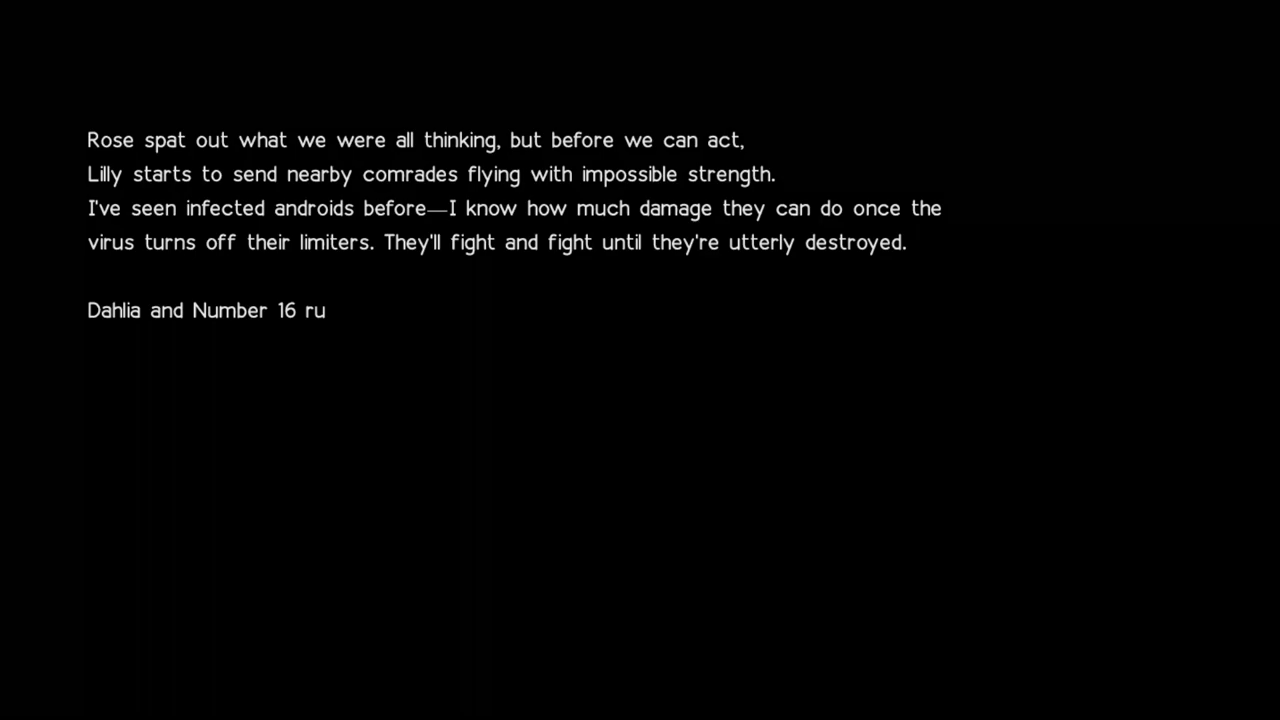 Rose spat out what we were all thinking, but before we can act,
Lilly starts to send nearby comrades flying with impossible strength.
I've seen infected androids before—I know how much damage they can do once the
virus turns off their limiters. They'll fight and fight until they're utterly destroyed.
Dahlia and Number 16 ru